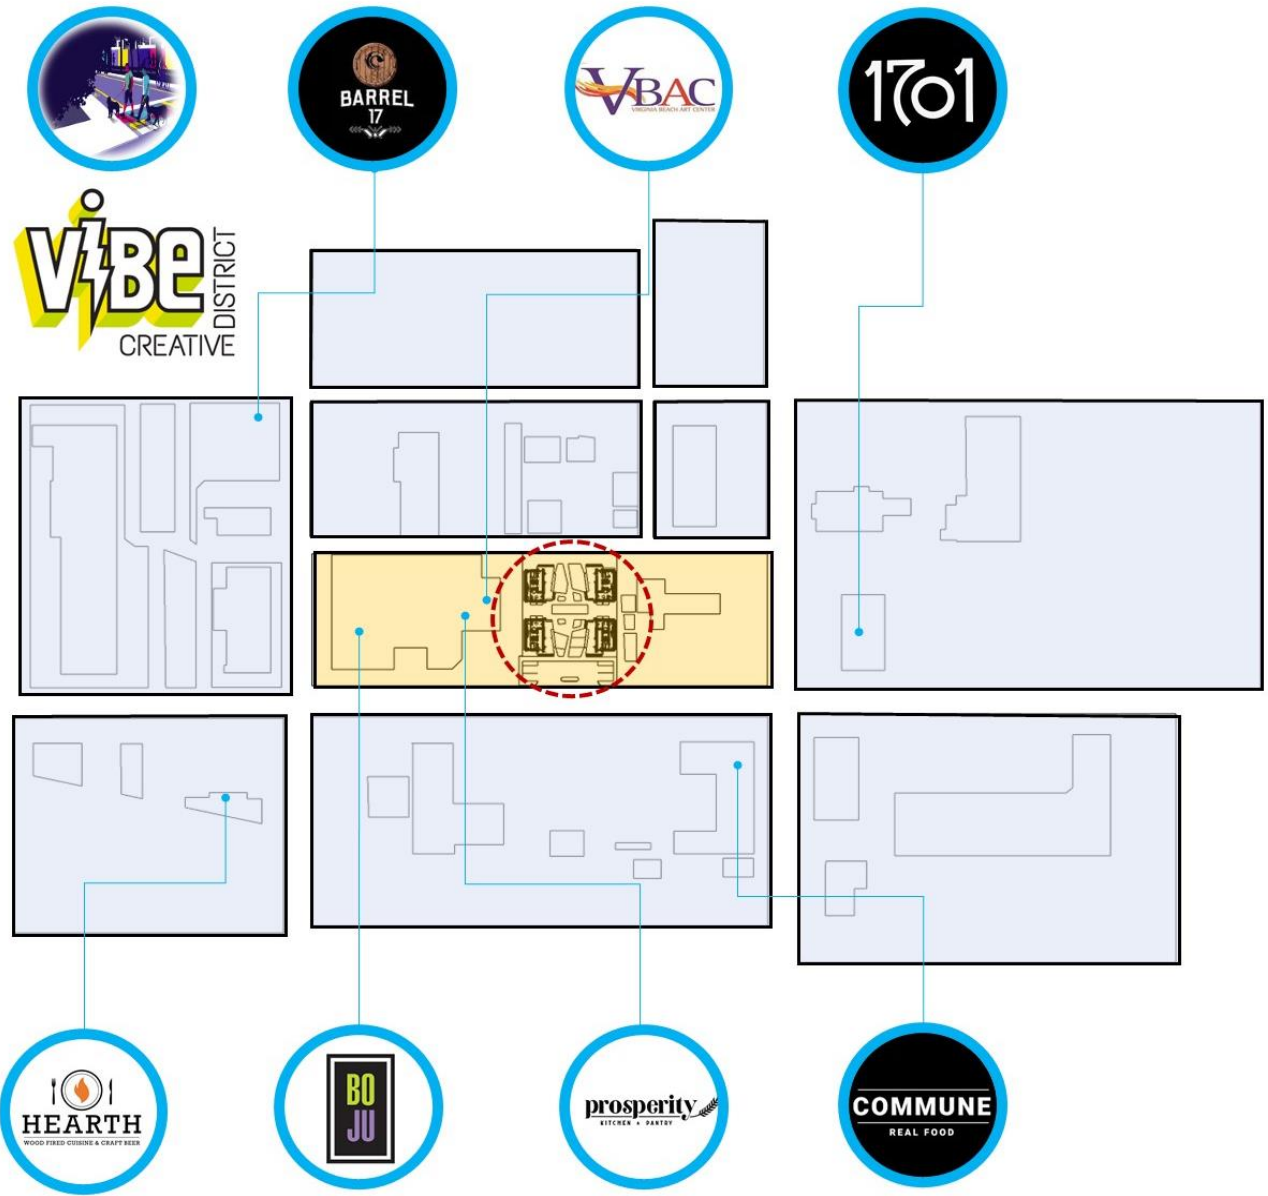 BARREL
17
VBAC
VIRGINIA BEACH ART CENTER
1701
ViBe
CREATIVE
DISTRICT
HEARTH
WOOD FIRED CUISINE & CRAFT BEER
BO
JU
prosperity
KITCHEN + PANTRY
COMMUNE
REAL FOOD